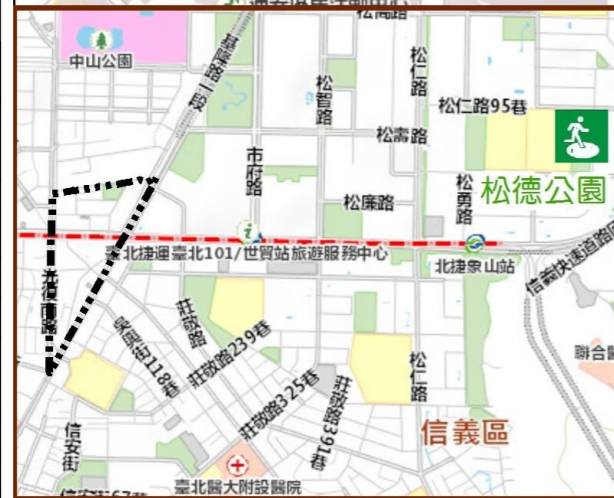 中山公園
基隆路一段
松智路
松仁路
松仁路95巷
松壽路
市府路
松廉路
松勇路
松德公園
臺北捷運臺北101/世貿站旅遊服務中心
北捷象山站
信義快速道路
光復南路
莊敬路
吳興街118巷
莊敬路239巷
莊敬路325巷
莊敬路391巷
松仁路
聯合醫
信義區
信安街
臺北醫大附設醫院